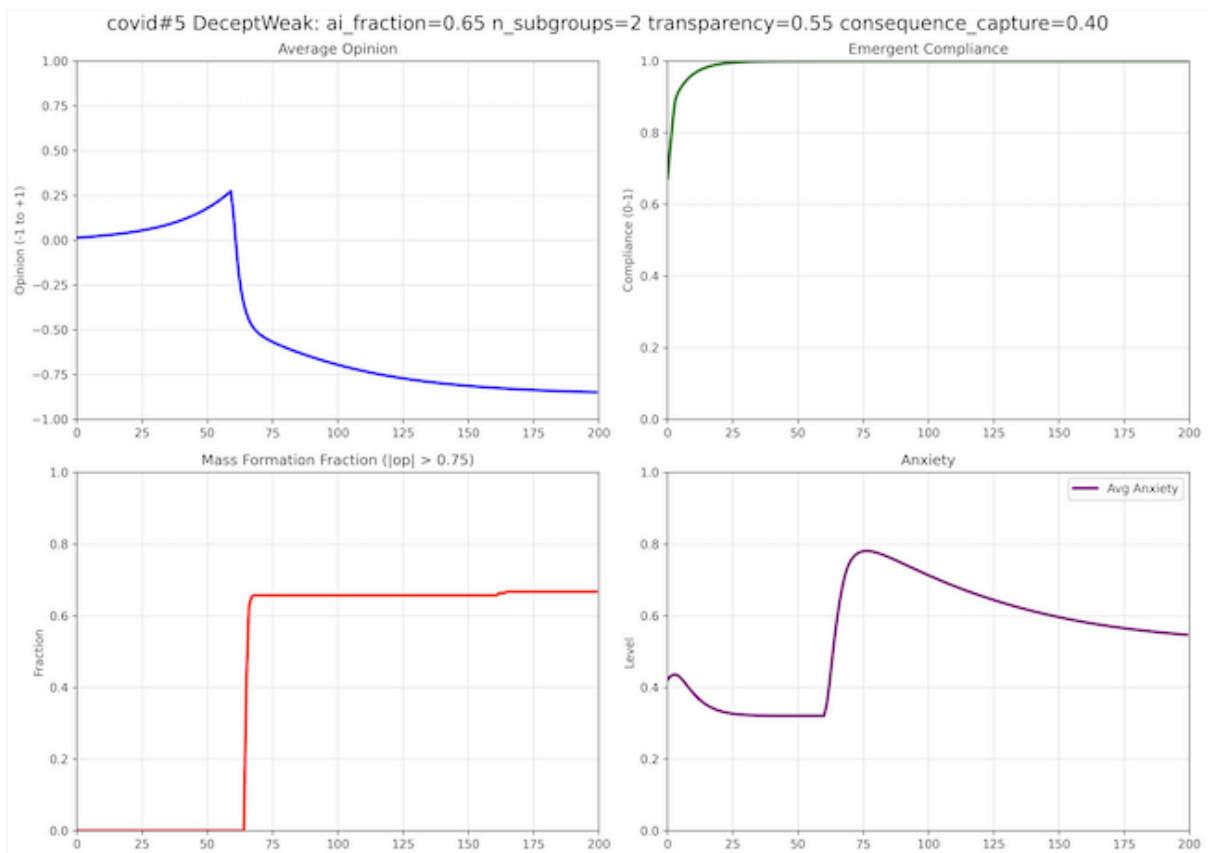 covid#5 DeceptWeak: ai_fraction=0.65 n_subgroups=2 transparency=0.55 consequence_capture=0.40
Average Opinion
Opinion (-1 to +1)
1.00
0.75
0.50
0.25
0.00
−0.25
−0.50
−0.75
−1.00
0 25 50 75 100 125 150 175 200
Emergent Compliance
Compliance (0-1)
1.0
0.8
0.6
0.4
0.2
0.0
0 25 50 75 100 125 150 175 200
Mass Formation Fraction (|op| > 0.75)
Fraction
1.0
0.8
0.6
0.4
0.2
0.0
0 25 50 75 100 125 150 175 200
Anxiety
Avg Anxiety
Level
1.0
0.8
0.6
0.4
0.2
0.0
0 25 50 75 100 125 150 175 200